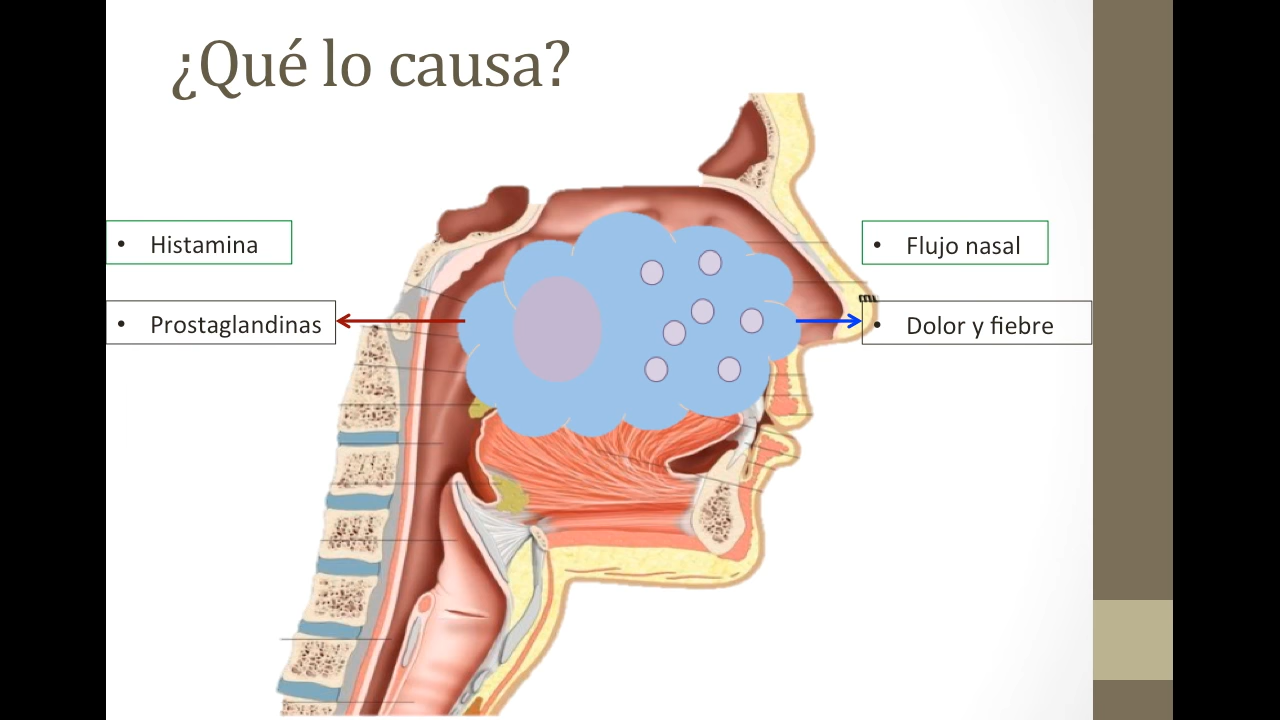 ¿Qué lo causa?
• Histamina
• Flujo nasal
• Prostaglandinas
• Dolor y fiebre